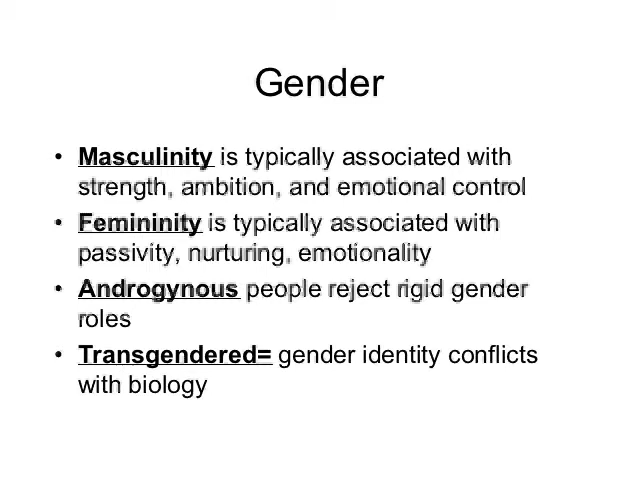 Gender
• Masculinity is typically associated with
strength, ambition, and emotional control
• Femininity is typically associated with
passivity, nurturing, emotionality
• Androgynous people reject rigid gender
roles
• Transgendered= gender identity conflicts
with biology